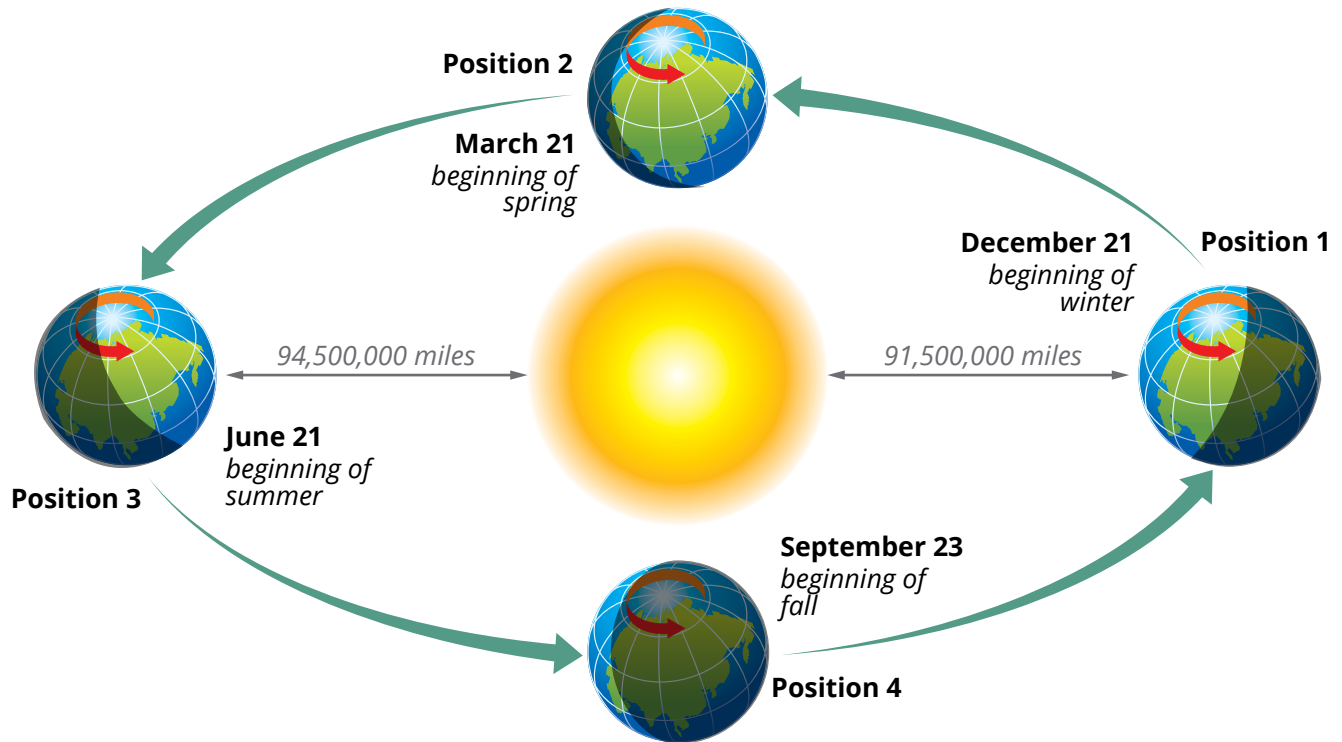 Position 2
March 21
beginning of
spring
December 21
beginning of
winter
Position 1
94,500,000 miles
91,500,000 miles
June 21
beginning of
summer
Position 3
September 23
beginning of
fall
Position 4